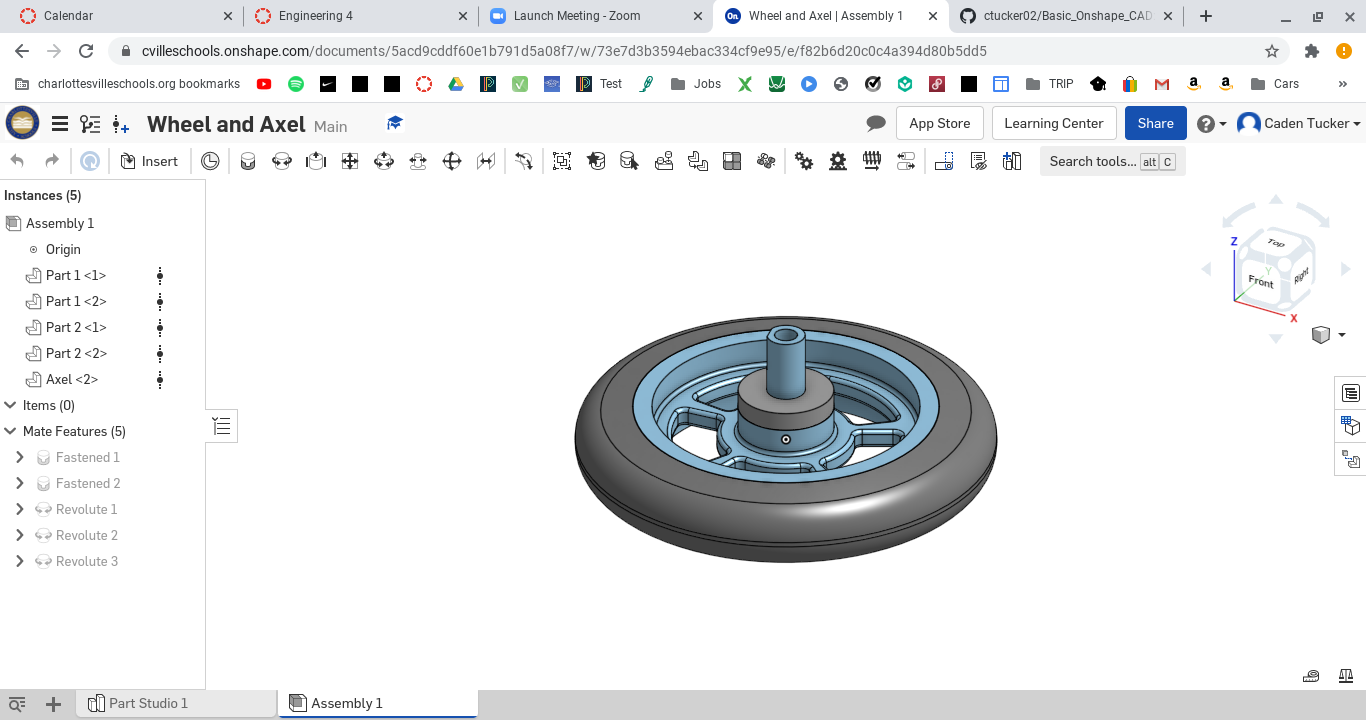 Calendar
Engineering 4
Launch Meeting - Zoom
On
Wheel and Axel | Assembly 1
ctucker02/Basic_Onshape_CAD
cvilleschools.onshape.com/documents/5acd9cddf60e1b791d5a08f7/w/73e7d3b3594ebac334cf9e95/e/f82b6d20c0c4a394d80b5dd5
charlottesvilleschools.org bookmarks
Test
Jobs
TRIP
Cars
»
Wheel and Axel Main
App Store
Learning Center
Share
Caden Tucker
Insert
Search tools... alt C
Instances (5)
Assembly 1
Origin
Part 1 <1>
Part 1 <2>
Part 2 <1>
Part 2 <2>
Axel <2>
Items (0)
Mate Features (5)
Fastened 1
Fastened 2
Revolute 1
Revolute 2
Revolute 3
Z
Top
Y
Front
Right
X
Part Studio 1
Assembly 1